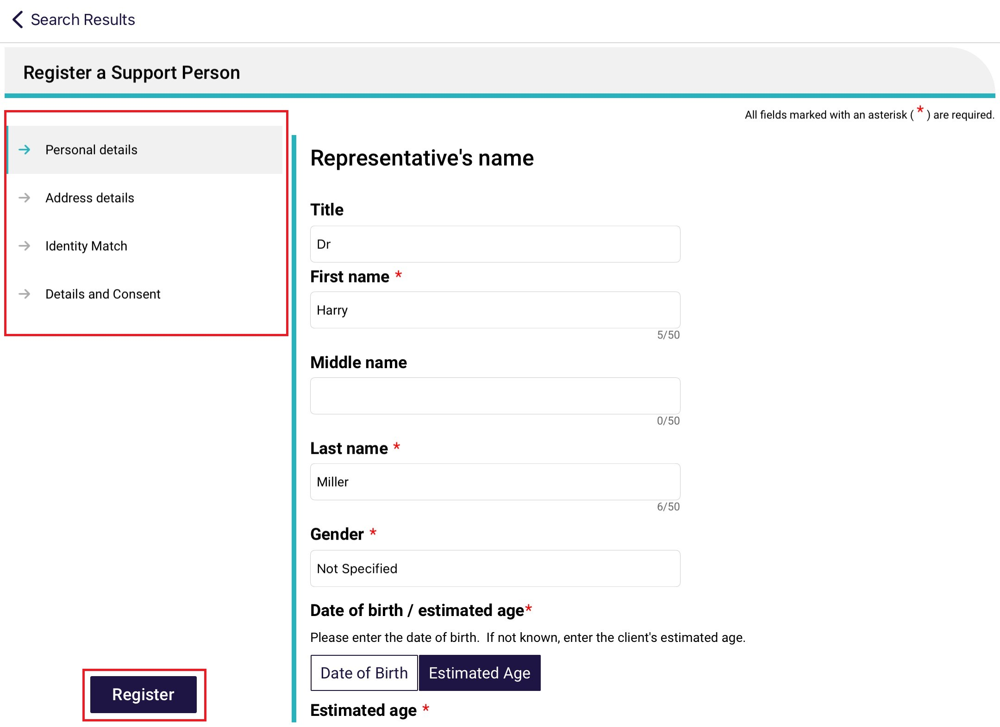 Search Results
Register a Support Person
All fields marked with an asterisk ( * ) are required.
Personal details
Address details
Identity Match
Details and Consent
Register
Representative's name
Title
Dr
First name *
Harry
5/50
Middle name
0/50
Last name *
Miller
6/50
Gender *
Not Specified
Date of birth / estimated age*
Please enter the date of birth.  If not known, enter the client's estimated age.
Date of Birth Estimated Age
Estimated age *